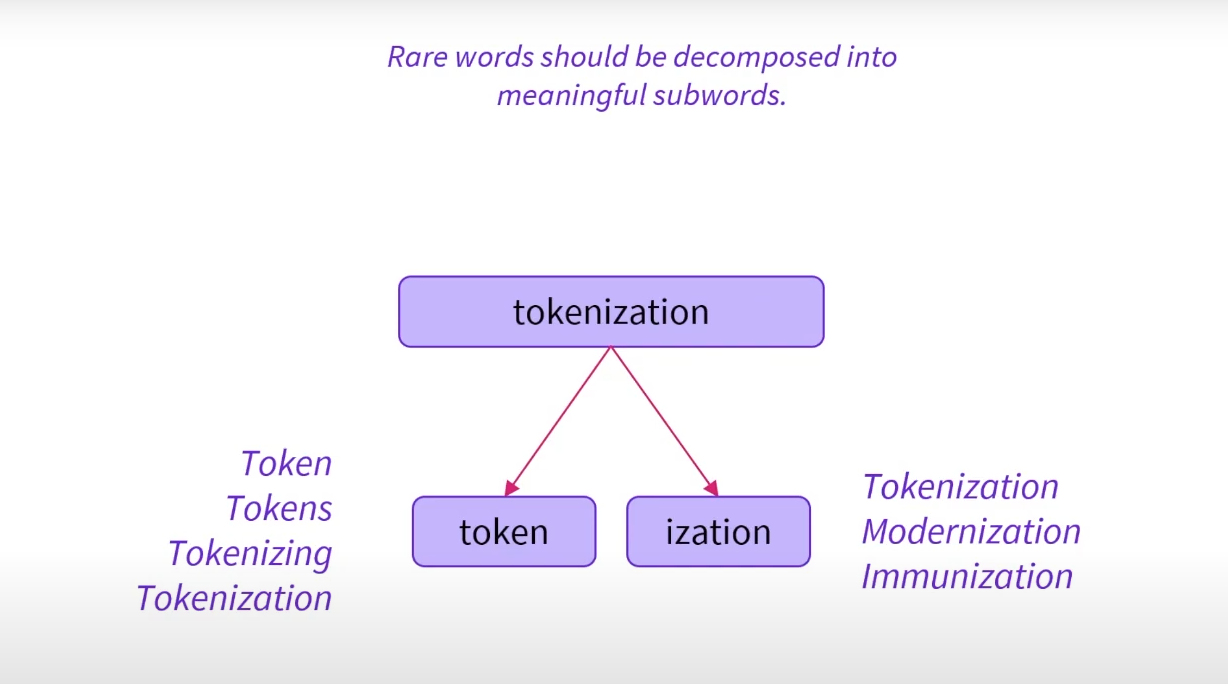 Rare words should be decomposed into
meaningful subwords.
tokenization
Token
Tokens
Tokenizing
Tokenization
token
ization
Tokenization
Modernization
Immunization